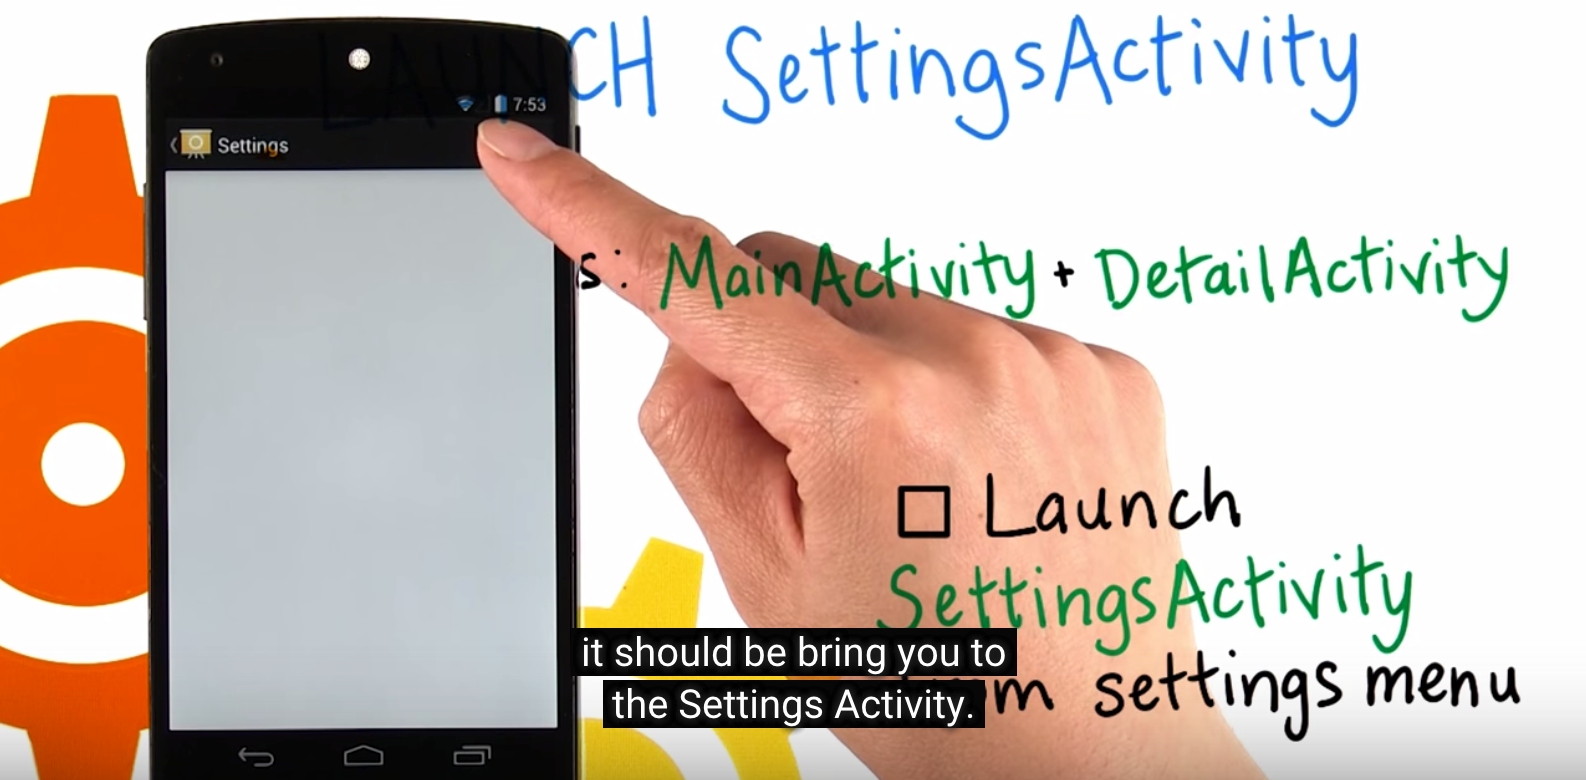 LAUNCH SettingsActivity
7:53
Settings
s: MainActivity + DetailActivity
Launch
SettingsActivity
settings menu
it should be bring you to
the Settings Activity.